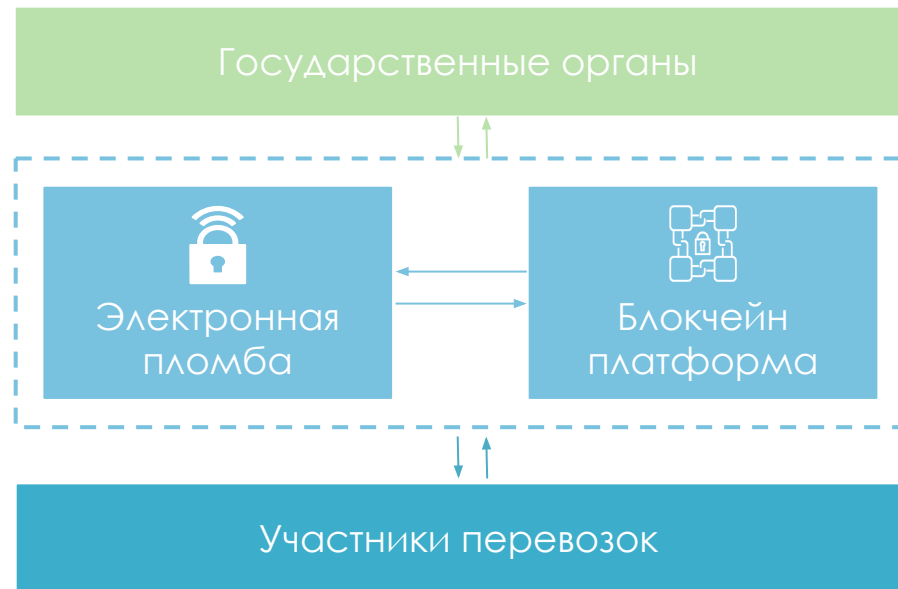 Государственные органы
Электронная
пломба
Блокчейн
платформа
Участники перевозок